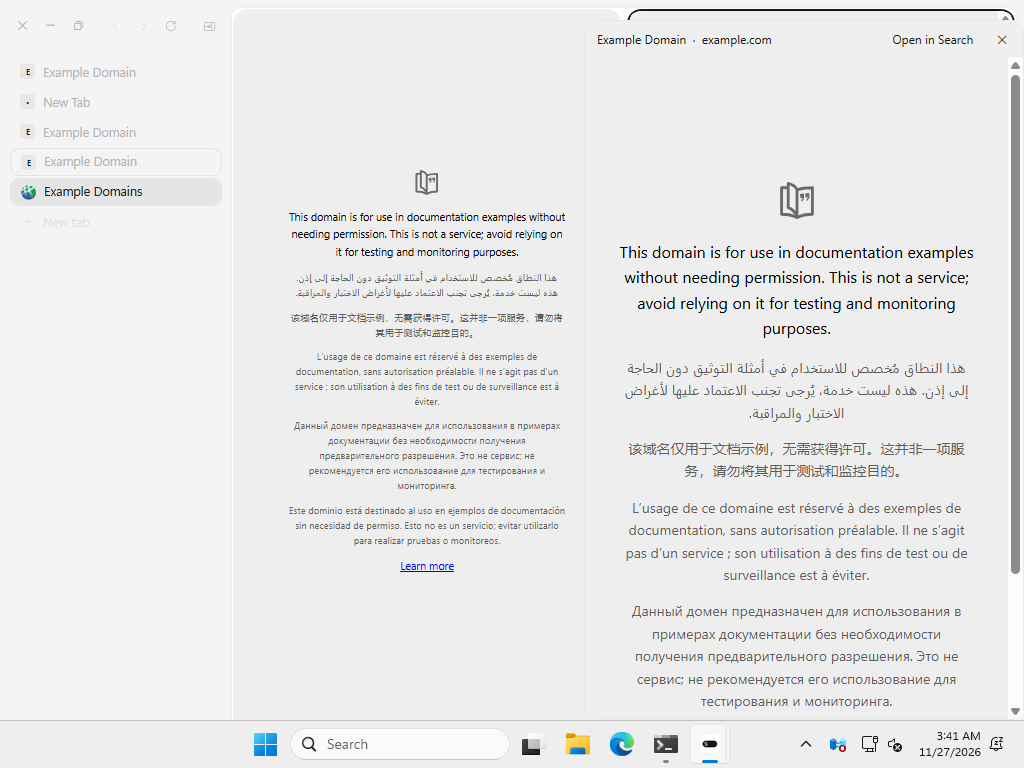 E Example Domain
· New Tab
E Example Domain
E Example Domain
Example Domains
+ New tab
This domain is for use in documentation examples without
needing permission. This is not a service; avoid relying on
it for testing and monitoring purposes.
هذا النطاق مُخصص للاستخدام في أمثلة التوثيق دون الحاجة إلى إذن.
هذه ليست خدمة، يُرجى تجنب الاعتماد عليها لأغراض الاختبار والمراقبة.
该域名仅用于文档示例，无需获得许可。这并非一项服务，请勿将
其用于测试和监控目的。
L’usage de ce domaine est réservé à des exemples de
documentation, sans autorisation préalable. Il ne s’agit pas d’un
service ; son utilisation à des fins de test ou de surveillance est à
éviter.
Данный домен предназначен для использования в примерах
документации без необходимости получения
предварительного разрешения. Это не сервис; не
рекомендуется его использование для тестирования и
мониторинга.
Este dominio está destinado al uso en ejemplos de documentación
sin necesidad de permiso. Esto no es un servicio; evitar utilizarlo
para realizar pruebas o monitoreos.
Learn more
Example Domain · example.com
Open in Search
This domain is for use in documentation examples
without needing permission. This is not a service;
avoid relying on it for testing and monitoring
purposes.
هذا النطاق مُخصص للاستخدام في أمثلة التوثيق دون الحاجة
إلى إذن. هذه ليست خدمة، يُرجى تجنب الاعتماد عليها لأغراض
الاختبار والمراقبة.
该域名仅用于文档示例，无需获得许可。这并非一项服
务，请勿将其用于测试和监控目的。
L’usage de ce domaine est réservé à des exemples de
documentation, sans autorisation préalable. Il ne s’agit
pas d’un service ; son utilisation à des fins de test ou de
surveillance est à éviter.
Данный домен предназначен для использования в
примерах документации без необходимости
получения предварительного разрешения. Это не
сервис; не рекомендуется его использование для
тестирования и мониторинга.
Search
3:41 AM
11/27/2026